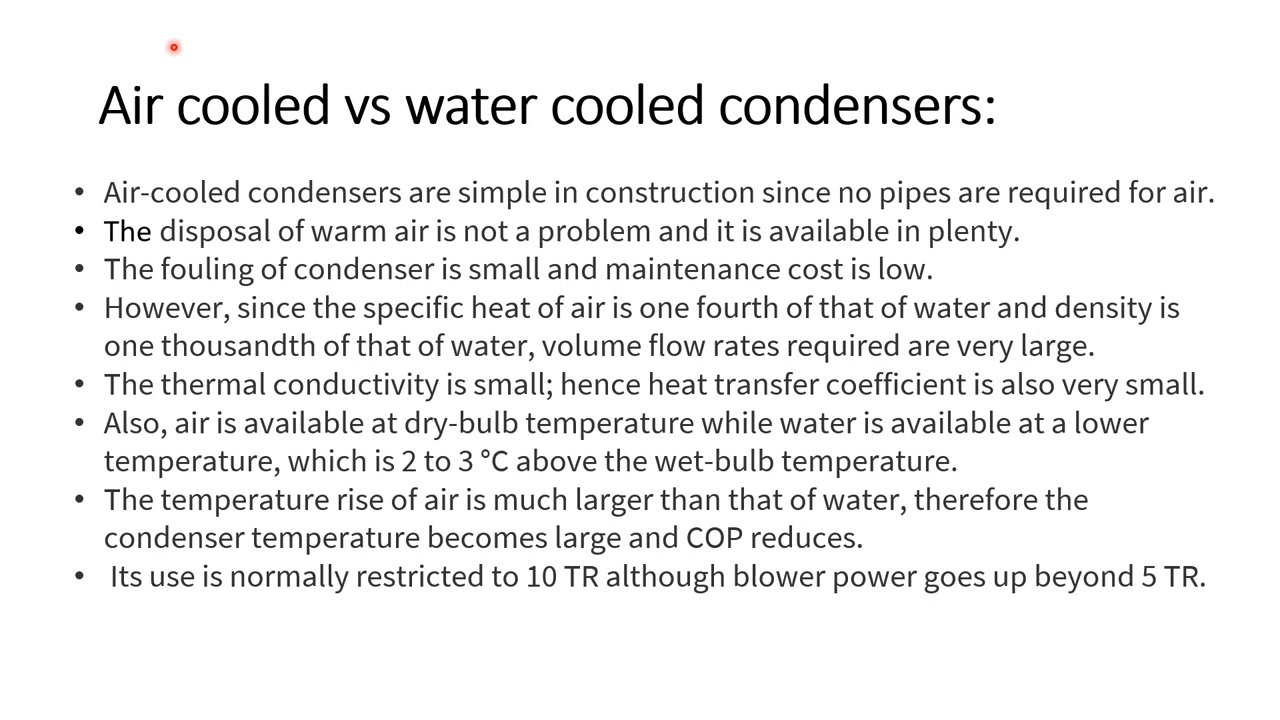 Air cooled vs water cooled condensers:
• Air-cooled condensers are simple in construction since no pipes are required for air.
• The disposal of warm air is not a problem and it is available in plenty.
• The fouling of condenser is small and maintenance cost is low.
• However, since the specific heat of air is one fourth of that of water and density is
one thousandth of that of water, volume flow rates required are very large.
• The thermal conductivity is small; hence heat transfer coefficient is also very small.
• Also, air is available at dry-bulb temperature while water is available at a lower
temperature, which is 2 to 3 °C above the wet-bulb temperature.
• The temperature rise of air is much larger than that of water, therefore the
condenser temperature becomes large and COP reduces.
• Its use is normally restricted to 10 TR although blower power goes up beyond 5 TR.